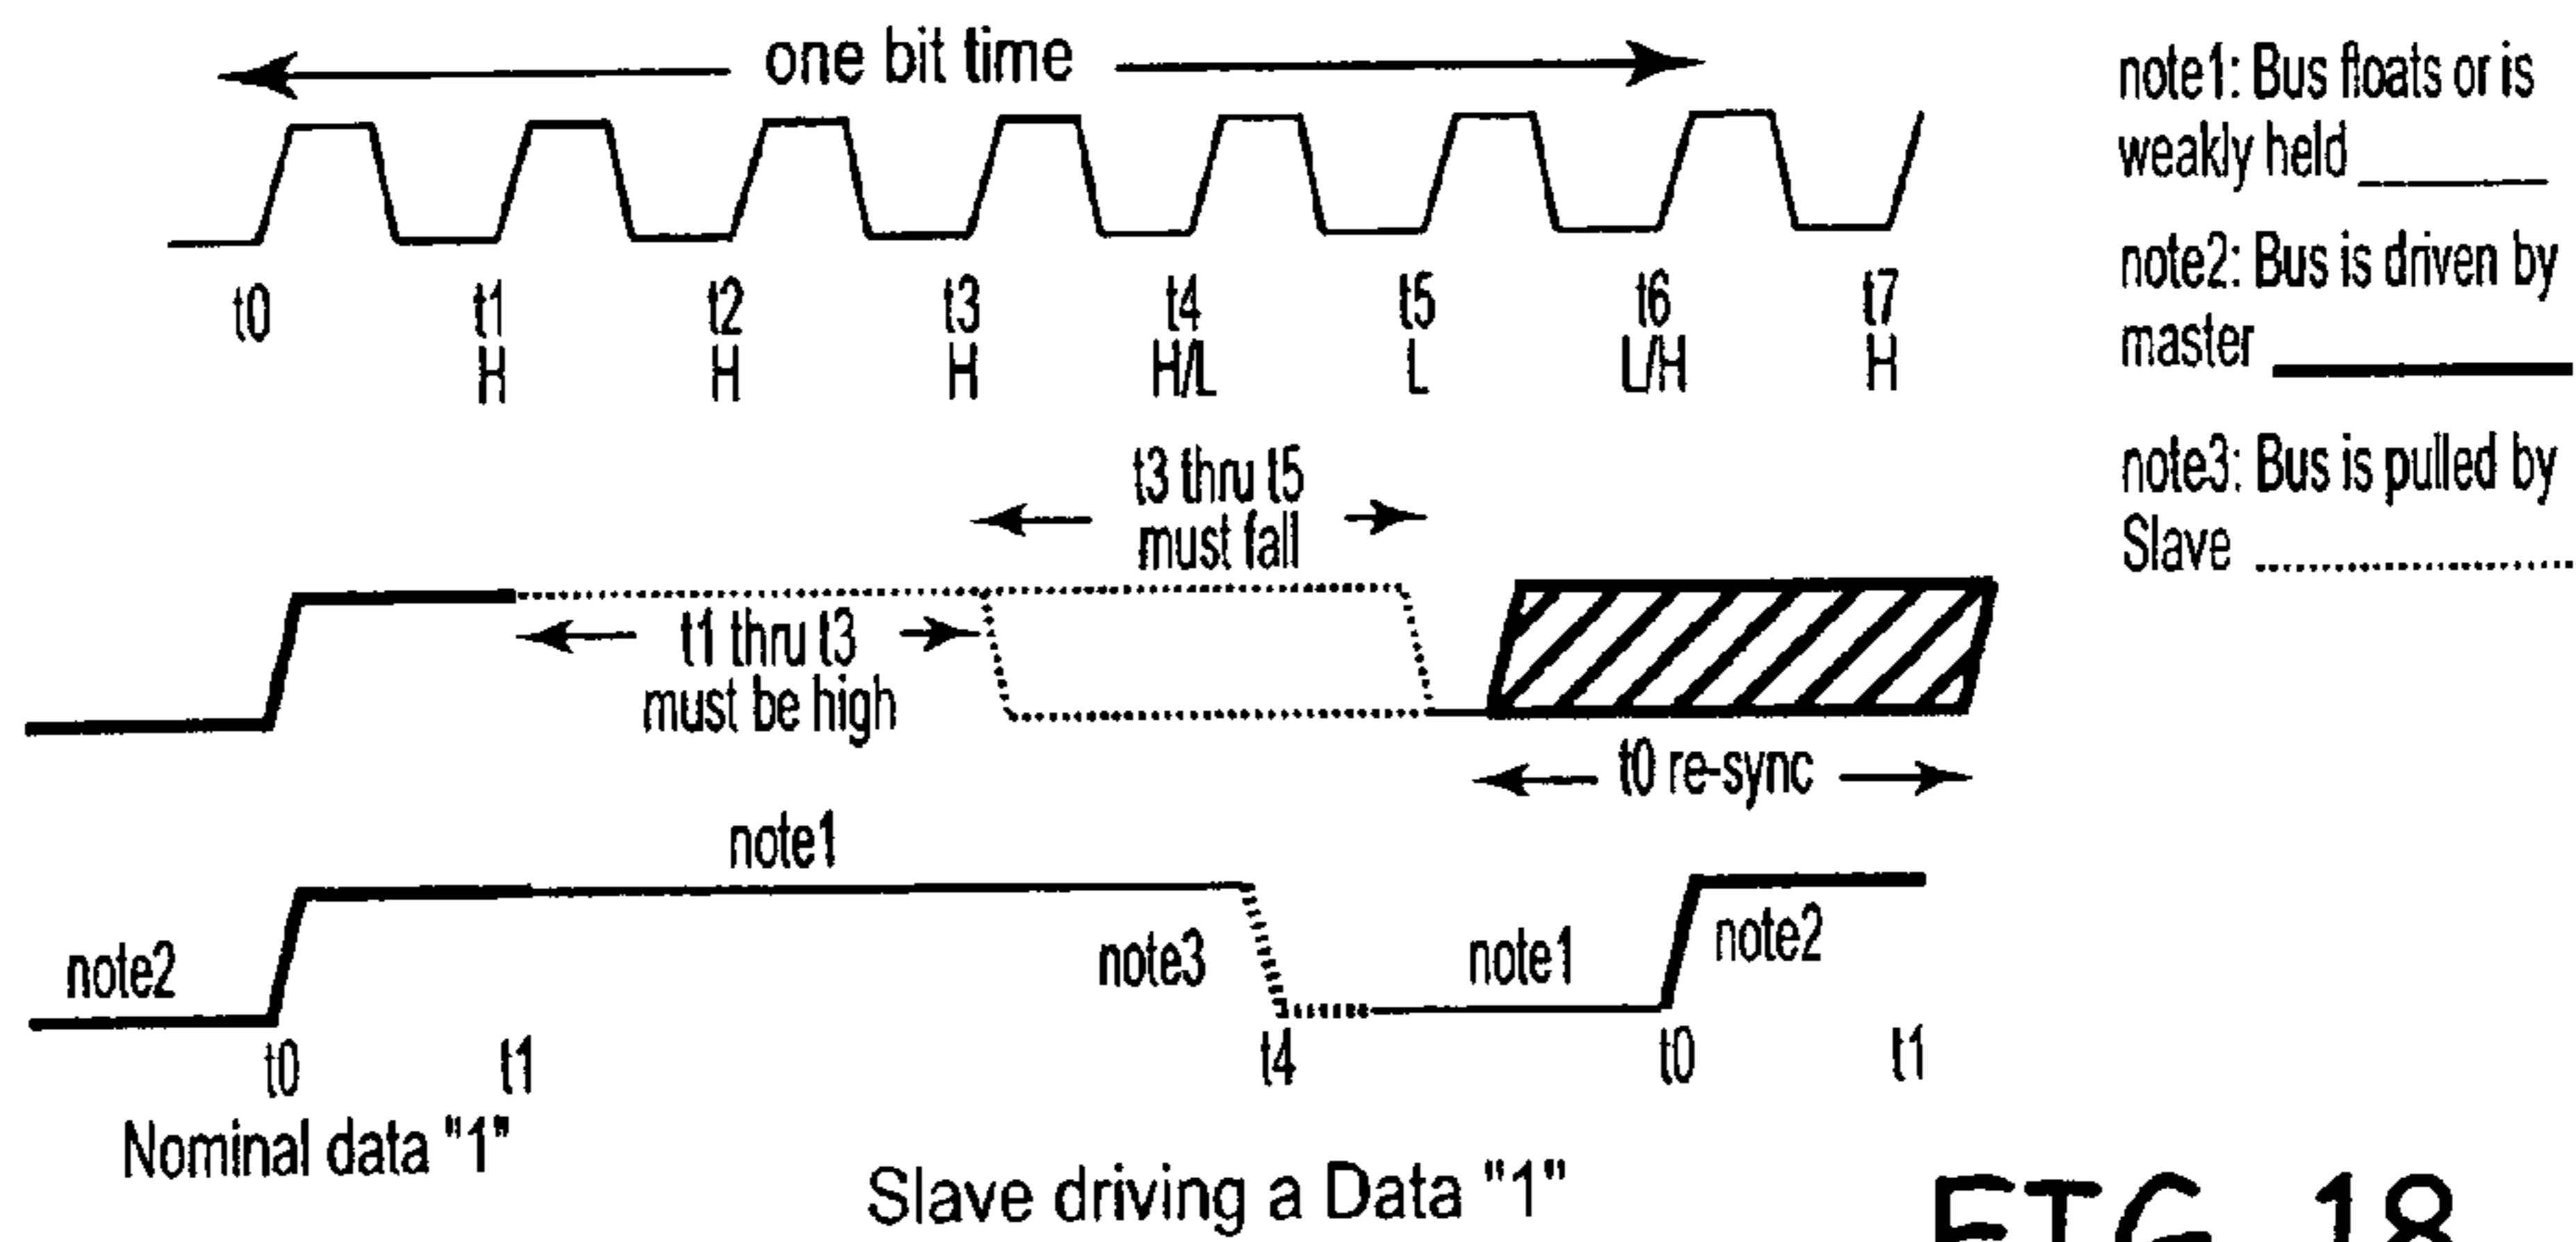 one bit time
t0 t1 t2 t3 t4 t5 t6 t7
H H H H/L L L/H H
note1: Bus floats or is
weakly held
note2: Bus is driven by
master
note3: Bus is pulled by
Slave
t3 thru t5
must fall
t1 thru t3
must be high
t0 re-sync
note1
note2 note3 note1 note2
t0 t1 t4 t0 t1
Nominal data "1"
Slave driving a Data "1"
FIG. 18